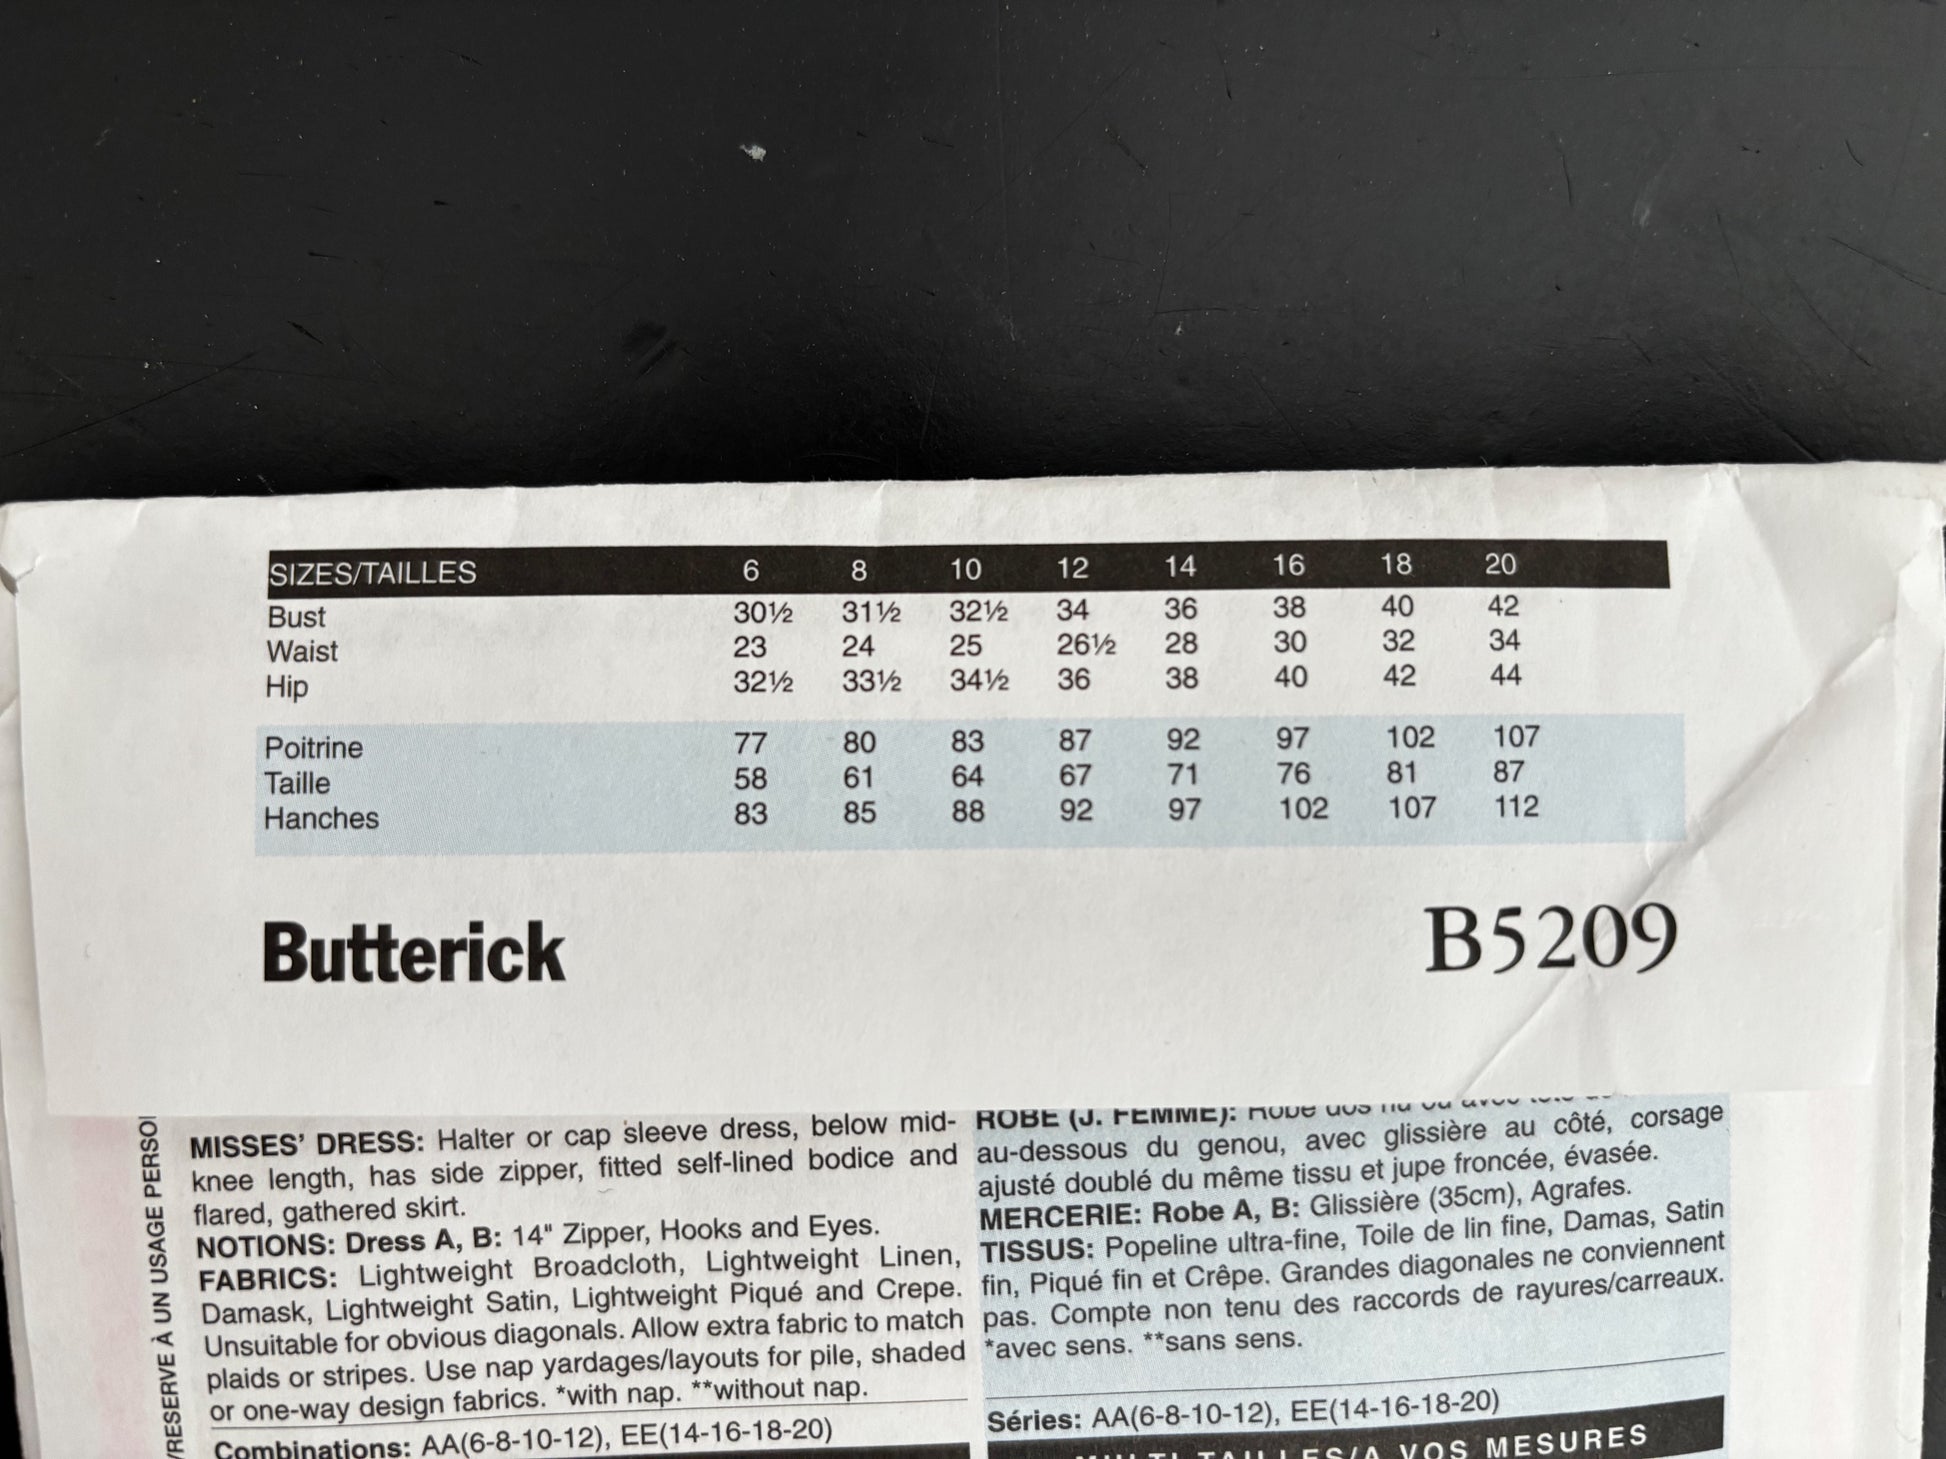 SIZES/TAILLES 6 8 10 12 14 16 18 20
Bust 30½ 31½ 32½ 34 36 38 40 42
Waist 23 24 25 26½ 28 30 32 34
Hip 32½ 33½ 34½ 36 38 40 42 44
Poitrine 77 80 83 87 92 97 102 107
Taille 58 61 64 67 71 76 81 87
Hanches 83 85 88 92 97 102 107 112
Butterick B5209
/RESERVE À UN USAGE PERSO
MISSES' DRESS: Halter or cap sleeve dress, below mid-
knee length, has side zipper, fitted self-lined bodice and
flared, gathered skirt.
NOTIONS: Dress A, B: 14" Zipper, Hooks and Eyes.
FABRICS: Lightweight Broadcloth, Lightweight Linen,
Damask, Lightweight Satin, Lightweight Piqué and Crepe.
Unsuitable for obvious diagonals. Allow extra fabric to match
plaids or stripes. Use nap yardages/layouts for pile, shaded
or one-way design fabrics. *with nap. **without nap.
Combinations: AA(6-8-10-12), EE(14-16-18-20)
ROBE (J. FEMME): Robe dos nu ou avec
au-dessous du genou, avec glissière au côté, corsage
ajusté doublé du même tissu et jupe froncée, évasée.
MERCERIE: Robe A, B: Glissière (35cm), Agrafes.
TISSUS: Popeline ultra-fine, Toile de lin fine, Damas, Satin
fin, Piqué fin et Crêpe. Grandes diagonales ne conviennent
pas. Compte non tenu des raccords de rayures/carreaux.
*avec sens. **sans sens.
Séries: AA(6-8-10-12), EE(14-16-18-20)
MULTI-TAILLES/A VOS MESURES